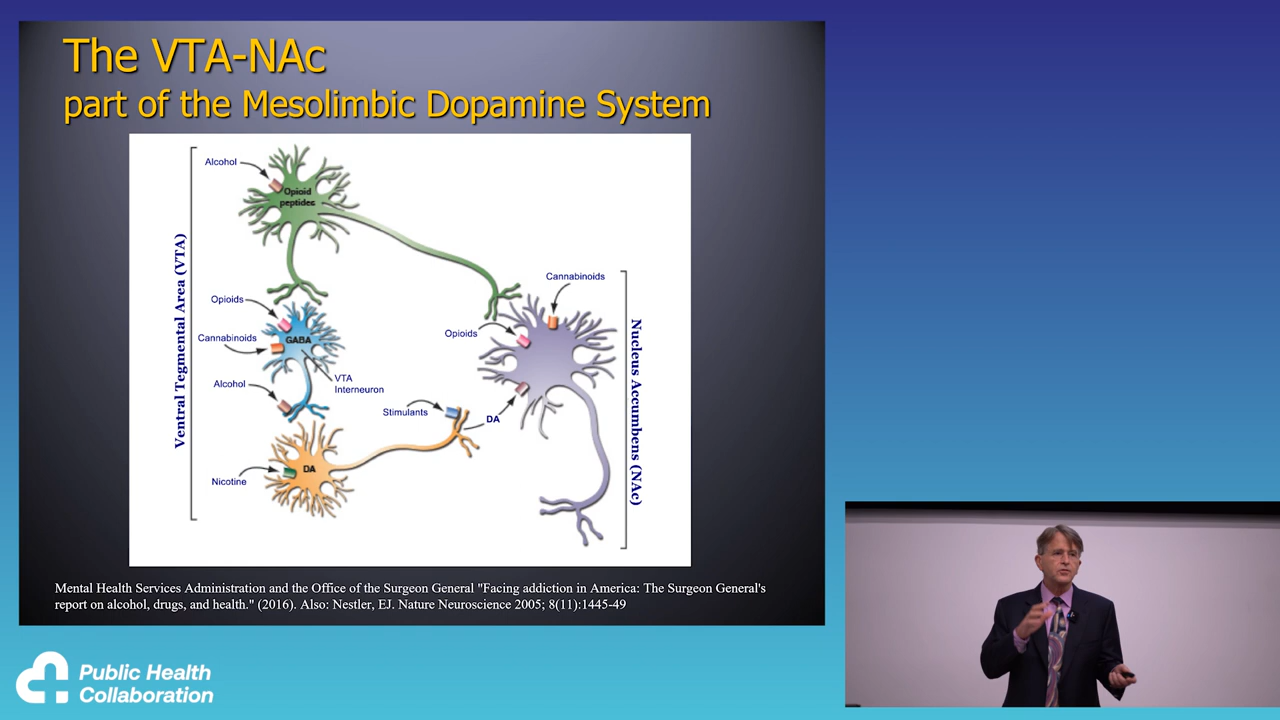 The VTA-NAc
part of the Mesolimbic Dopamine System
Ventral Tegmental Area (VTA)
Alcohol
Opioid
peptides
Opioids
Cannabinoids
GABA
Alcohol
VTA
Interneuron
Nicotine
DA
Stimulants
DA
Opioids
Cannabinoids
Nucleus Accumbens (NAc)
Mental Health Services Administration and the Office of the Surgeon General "Facing addiction in America: The Surgeon General's
report on alcohol, drugs, and health." (2016). Also: Nestler, EJ. Nature Neuroscience 2005; 8(11):1445-49
Public Health
Collaboration